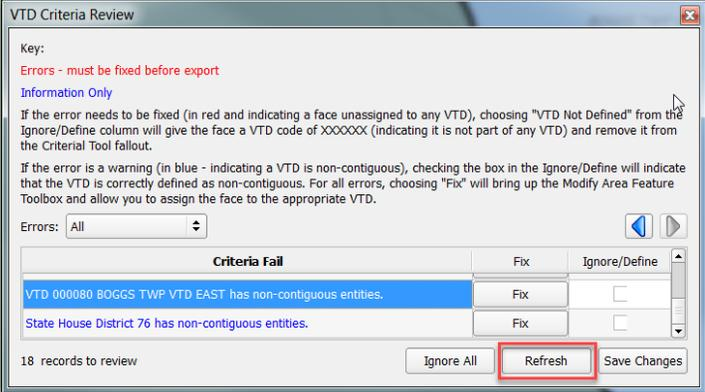 VTD Criteria Review
Key:
Errors - must be fixed before export
Information Only
If the error needs to be fixed (in red and indicating a face unassigned to any VTD), choosing "VTD Not Defined" from the
Ignore/Define column will give the face a VTD code of XXXXXX (indicating it is not part of any VTD) and remove it from
the Criterial Tool fallout.
If the error is a warning (in blue - indicating a VTD is non-contiguous), checking the box in the Ignore/Define will indicate
that the VTD is correctly defined as non-contiguous. For all errors, choosing "Fix" will bring up the Modify Area Feature
Toolbox and allow you to assign the face to the appropriate VTD.
Errors: All
Criteria Fail Fix Ignore/Define
VTD 000080 BOGGS TWP VTD EAST has non-contiguous entities. Fix
State House District 76 has non-contiguous entities. Fix
18 records to review Ignore All Refresh Save Changes